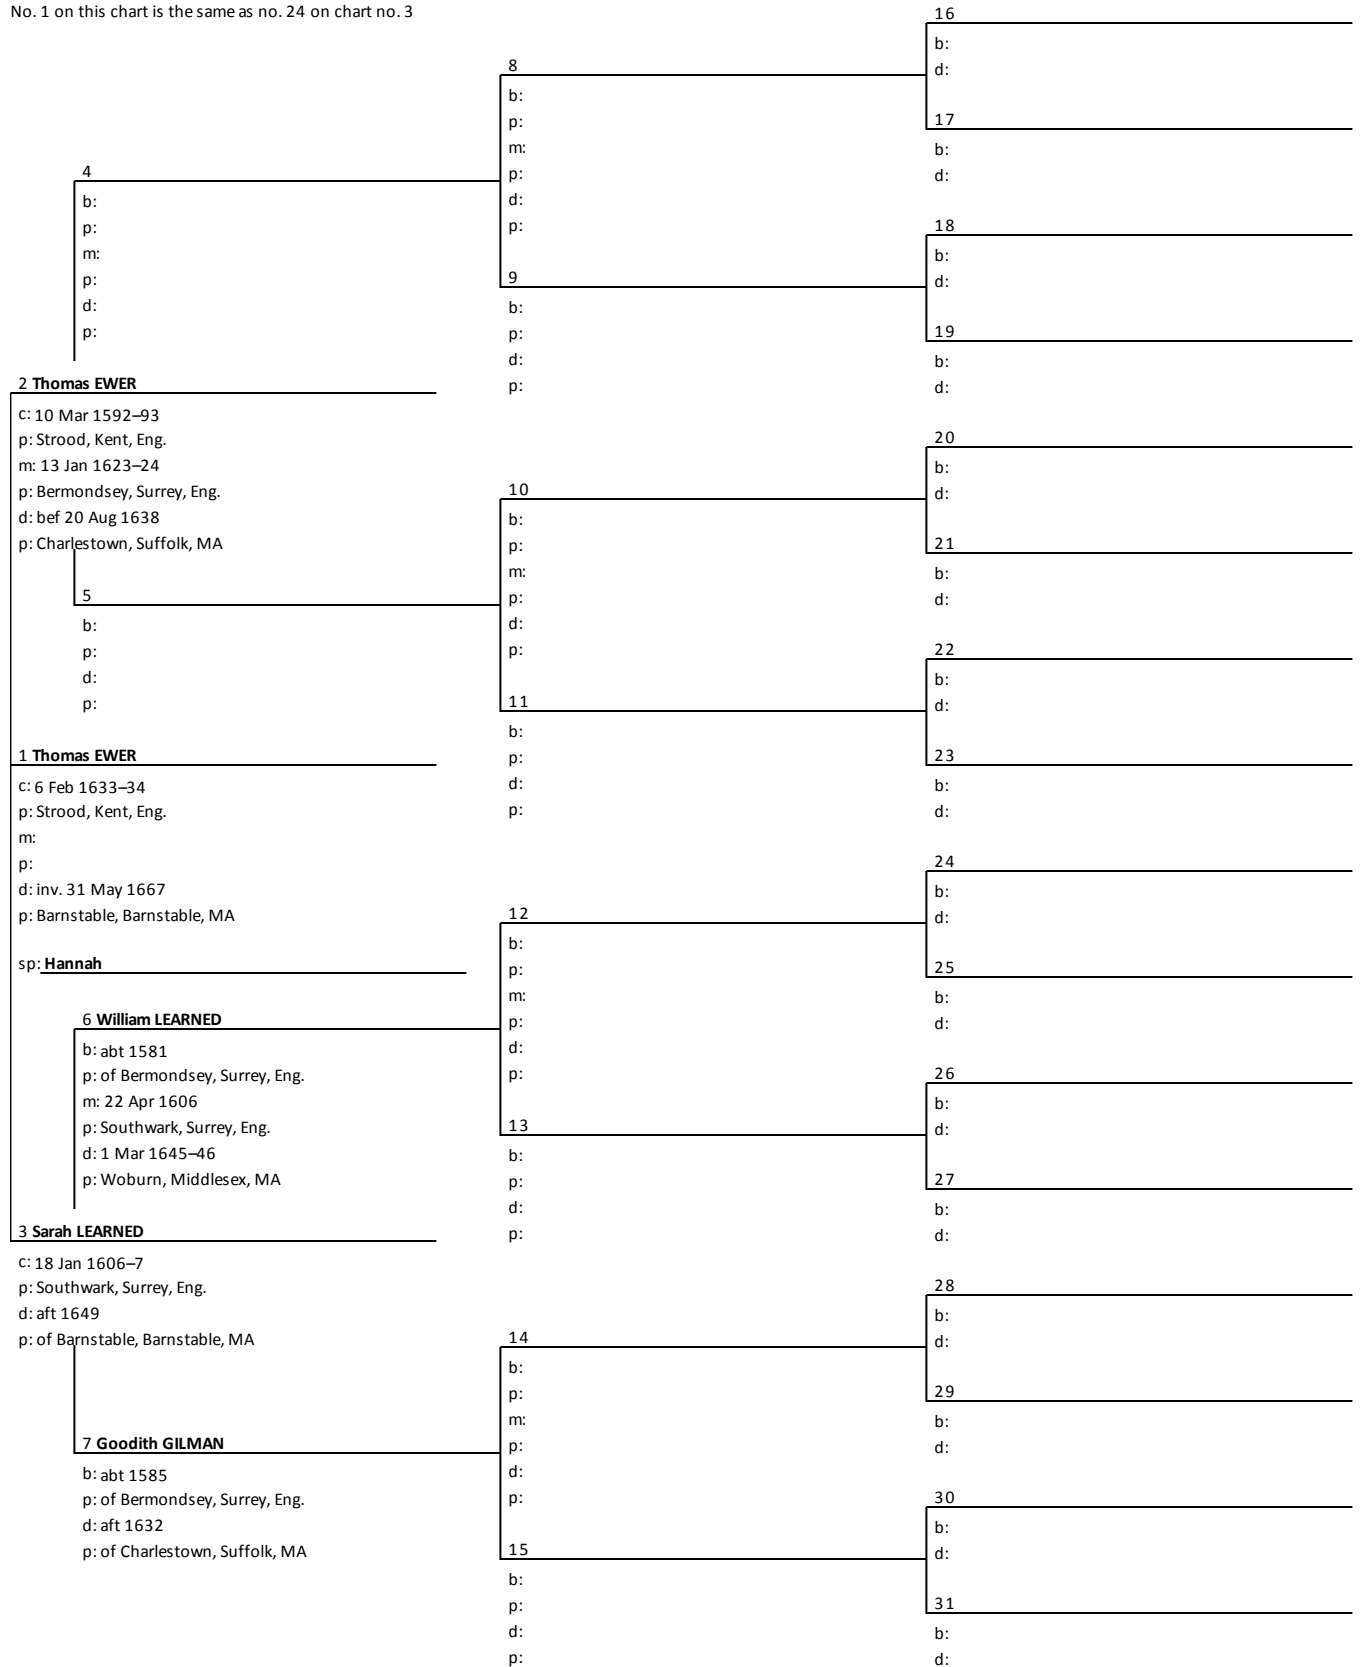 No. 1 on this chart is the same as no. 24 on chart no. 3
4
b:
p:
m:
p:
d:
p:
2 Thomas EWER
c: 10 Mar 1592–93
p: Strood, Kent, Eng.
m: 13 Jan 1623–24
p: Bermondsey, Surrey, Eng.
d: bef 20 Aug 1638
p: Charlestown, Suffolk, MA
5
b:
p:
d:
p:
1 Thomas EWER
c: 6 Feb 1633–34
p: Strood, Kent, Eng.
m:
p:
d: inv. 31 May 1667
p: Barnstable, Barnstable, MA
sp: Hannah
6 William LEARNED
b: abt 1581
p: of Bermondsey, Surrey, Eng.
m: 22 Apr 1606
p: Southwark, Surrey, Eng.
d: 1 Mar 1645–46
p: Woburn, Middlesex, MA
3 Sarah LEARNED
c: 18 Jan 1606–7
p: Southwark, Surrey, Eng.
d: aft 1649
p: of Barnstable, Barnstable, MA
7 Goodith GILMAN
b: abt 1585
p: of Bermondsey, Surrey, Eng.
d: aft 1632
p: of Charlestown, Suffolk, MA
8
b:
p:
m:
p:
d:
p:
9
b:
p:
d:
p:
10
b:
p:
m:
p:
d:
p:
11
b:
p:
d:
p:
12
b:
p:
m:
p:
d:
p:
13
b:
p:
d:
p:
14
b:
p:
m:
p:
d:
p:
15
b:
p:
d:
p:
16
b:
d:
17
b:
d:
18
b:
d:
19
b:
d:
20
b:
d:
21
b:
d:
22
b:
d:
23
b:
d:
24
b:
d:
25
b:
d:
26
b:
d:
27
b:
d:
28
b:
d:
29
b:
d:
30
b:
d:
31
b:
d: